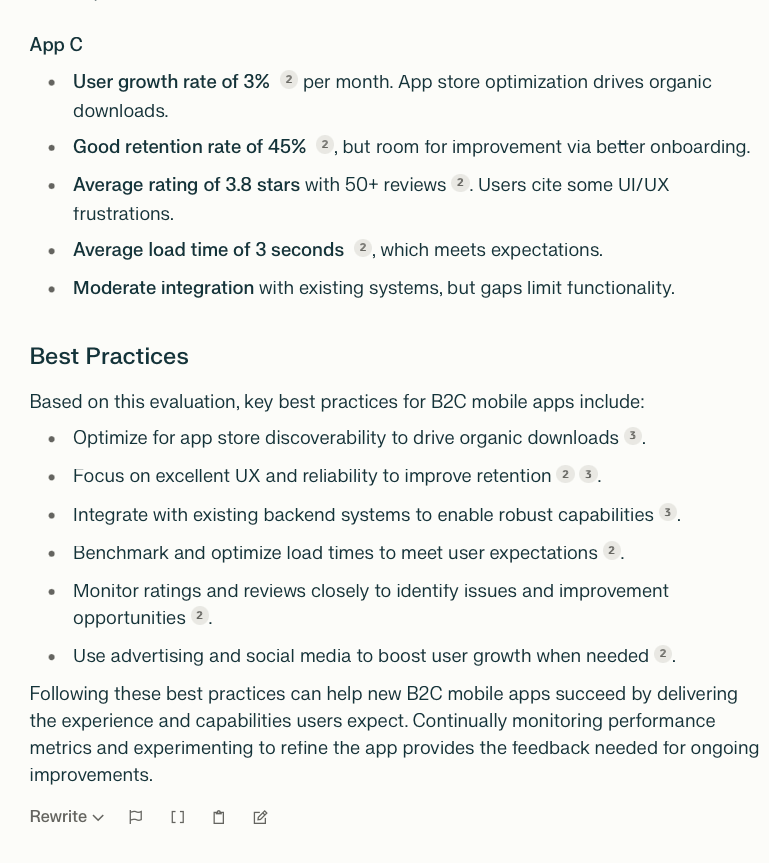 App C
• User growth rate of 3% 2 per month. App store optimization drives organic
downloads.
• Good retention rate of 45% 2, but room for improvement via better onboarding.
• Average rating of 3.8 stars with 50+ reviews 2. Users cite some UI/UX
frustrations.
• Average load time of 3 seconds 2, which meets expectations.
• Moderate integration with existing systems, but gaps limit functionality.
Best Practices
Based on this evaluation, key best practices for B2C mobile apps include:
• Optimize for app store discoverability to drive organic downloads 3.
• Focus on excellent UX and reliability to improve retention 2 3.
• Integrate with existing backend systems to enable robust capabilities 3.
• Benchmark and optimize load times to meet user expectations 2.
• Monitor ratings and reviews closely to identify issues and improvement
opportunities 2.
• Use advertising and social media to boost user growth when needed 2.
Following these best practices can help new B2C mobile apps succeed by delivering
the experience and capabilities users expect. Continually monitoring performance
metrics and experimenting to refine the app provides the feedback needed for ongoing
improvements.
Rewrite